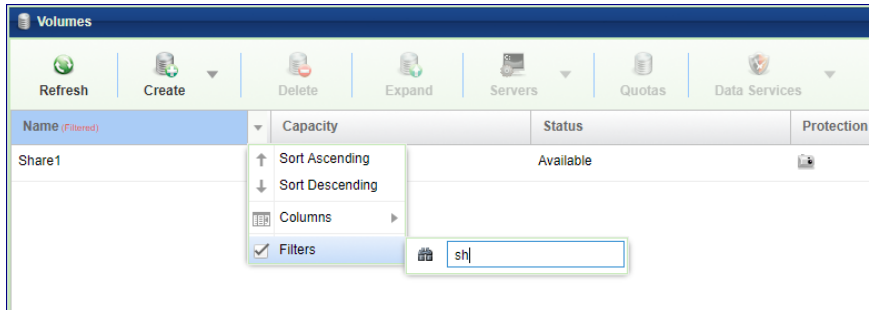 Volumes
Refresh Create Delete Expand Servers Quotas Data Services
Name (Filtered) Capacity Status Protection
Share1 Sort Ascending Available
Sort Descending
Columns
Filters sh